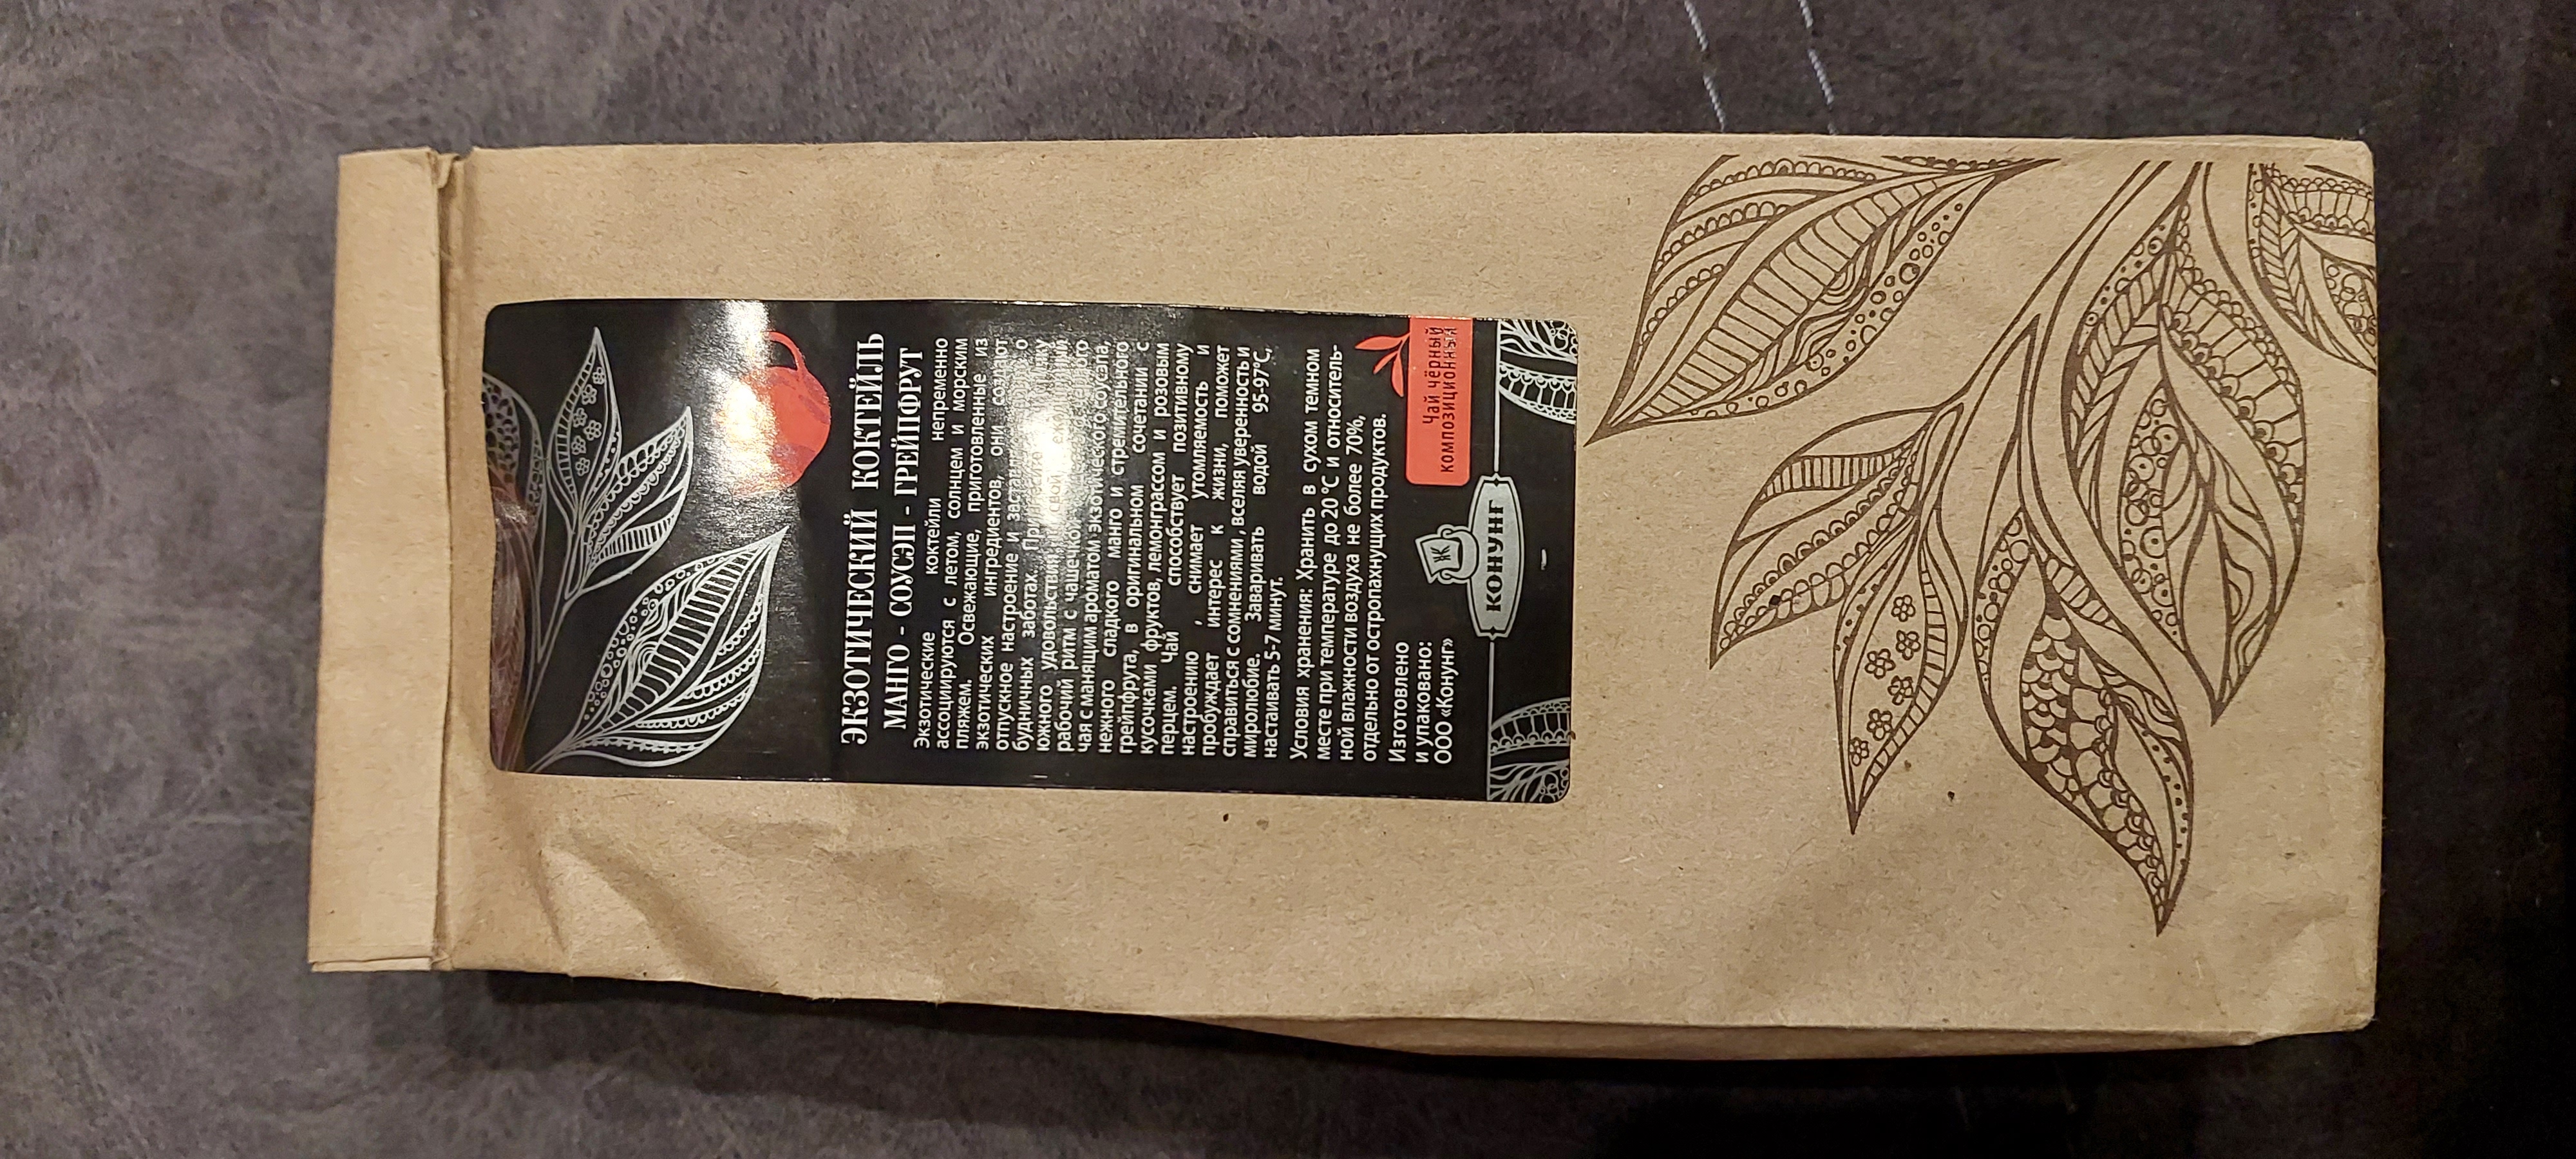 ЭКЗОТИЧЕСКИЙ КОКТЕЙЛЬ
МАНГО - СОУСЭП - ГРЕЙПФРУТ
Экзотические коктейли непременно
ассоциируются с летом, солнцем и морским
пляжем. Освежающие, приготовленные из
экзотических ингредиентов, они создают
отпускное настроение и о
будничных заботах.
южного удовольствия свой
рабочий ритм с чашечкой
чая с манящим ароматом экзотического соусапа,
нежного сладкого манго и стремительного
грейпфрута, в оригинальном сочетании с
кусочками фруктов, лемонграссом и розовым
перцем. Чай способствует позитивному
настроению , снимает утомляемость и
пробуждает интерес к жизни, поможет
справиться с сомнениями , вселяя уверенность и
миролюбие. Заваривать водой 95-97°С,
настаивать 5-7 минут.
Условия хранения: Хранить в сухом темном
месте при температуре до 20 °С и относитель-
ной влажности воздуха не более 70%,
отдельно от остропахнущих продуктов.
Изготовлено
и упаковано:
ООО «Конунг»
Чай чёрный
композиционный
К
КОНУНГ